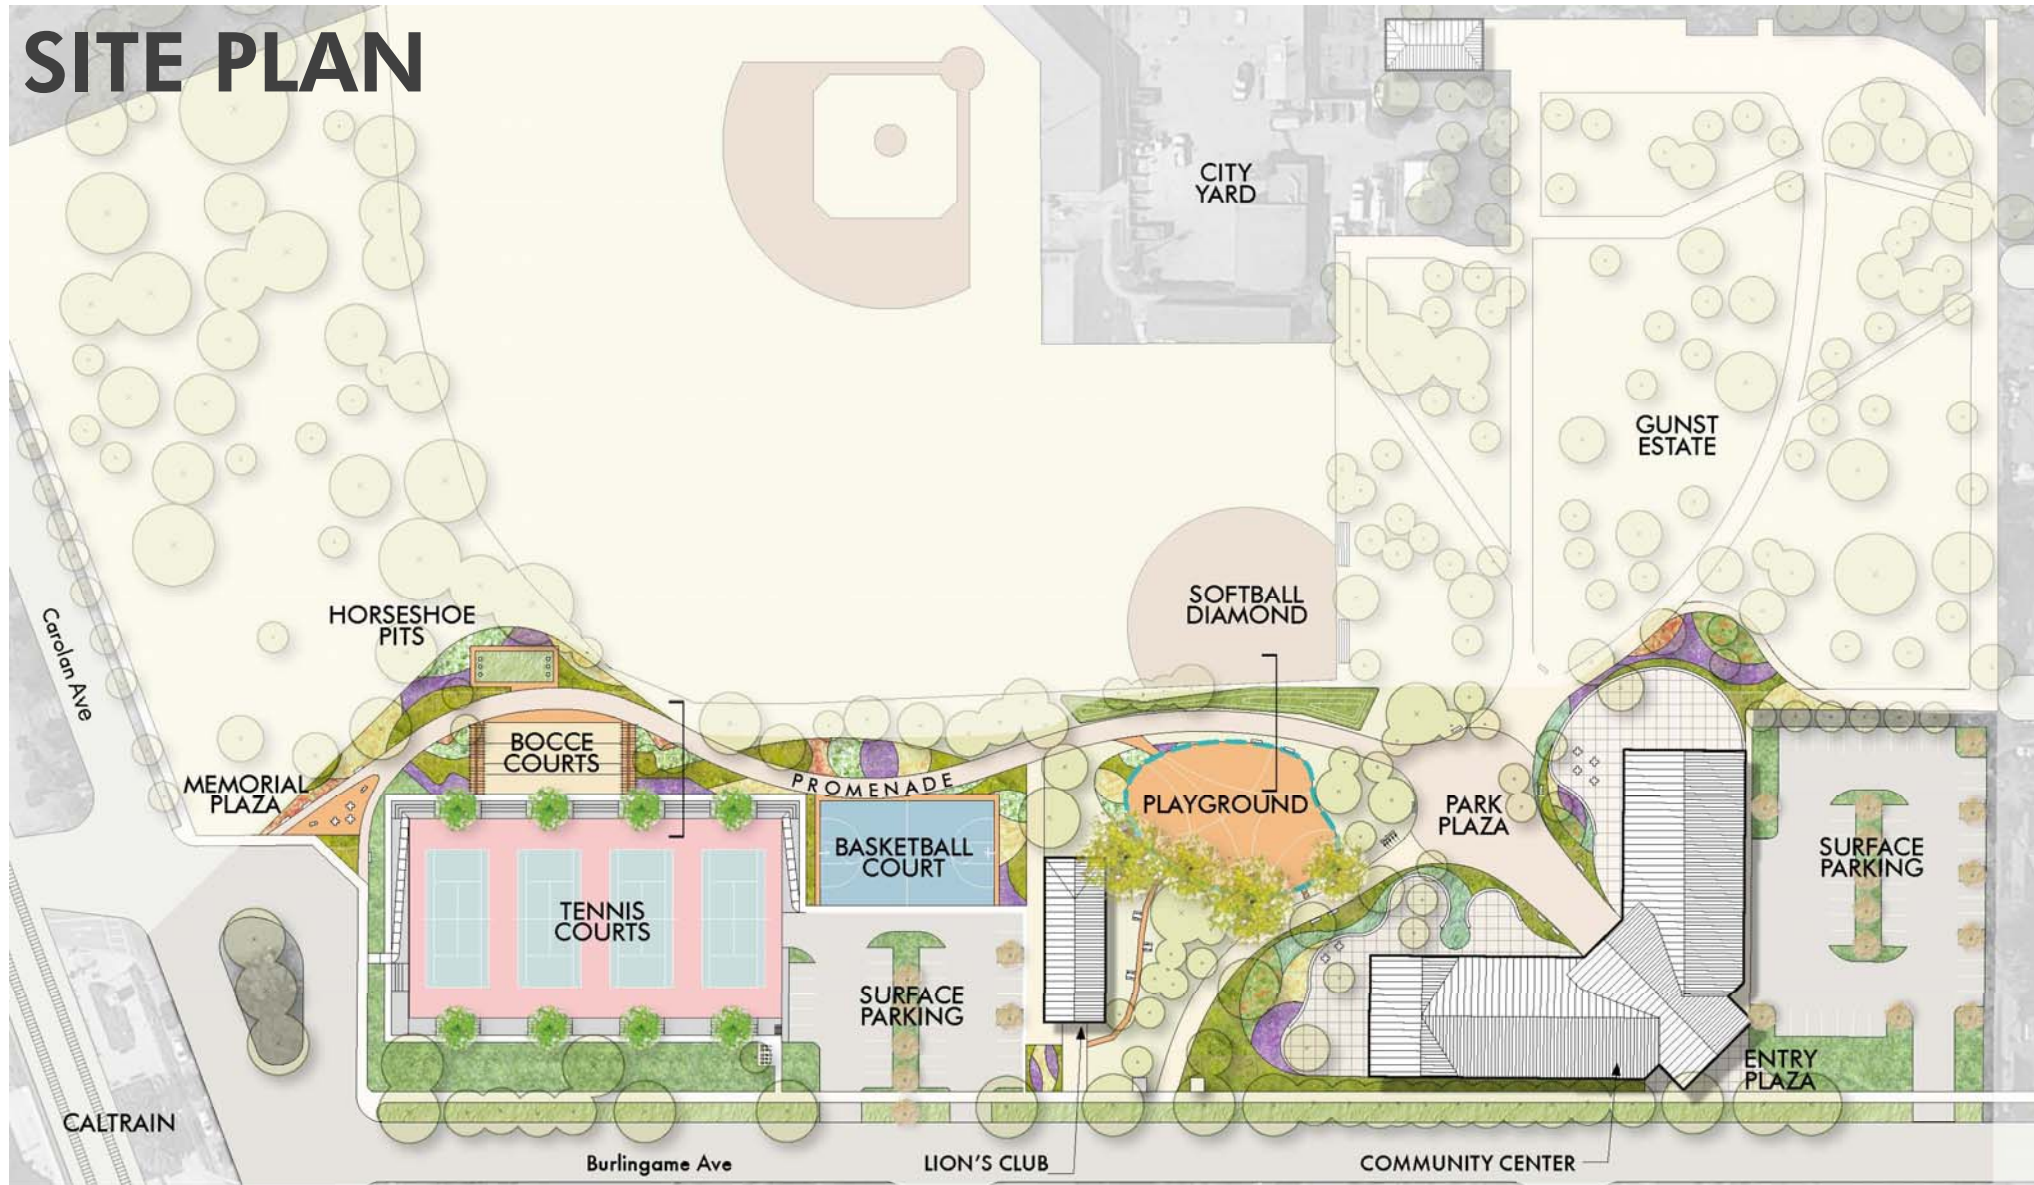 SITE PLAN
CITY
YARD
GUNST
ESTATE
SOFTBALL
DIAMOND
HORSESHOE
PITS
Carolan Ave
BOCCE
COURTS
MEMORIAL
PLAZA
PROMENADE
PLAYGROUND
PARK
PLAZA
BASKETBALL
COURT
SURFACE
PARKING
TENNIS
COURTS
SURFACE
PARKING
ENTRY
PLAZA
CALTRAIN
Burlingame Ave
LION'S CLUB
COMMUNITY CENTER